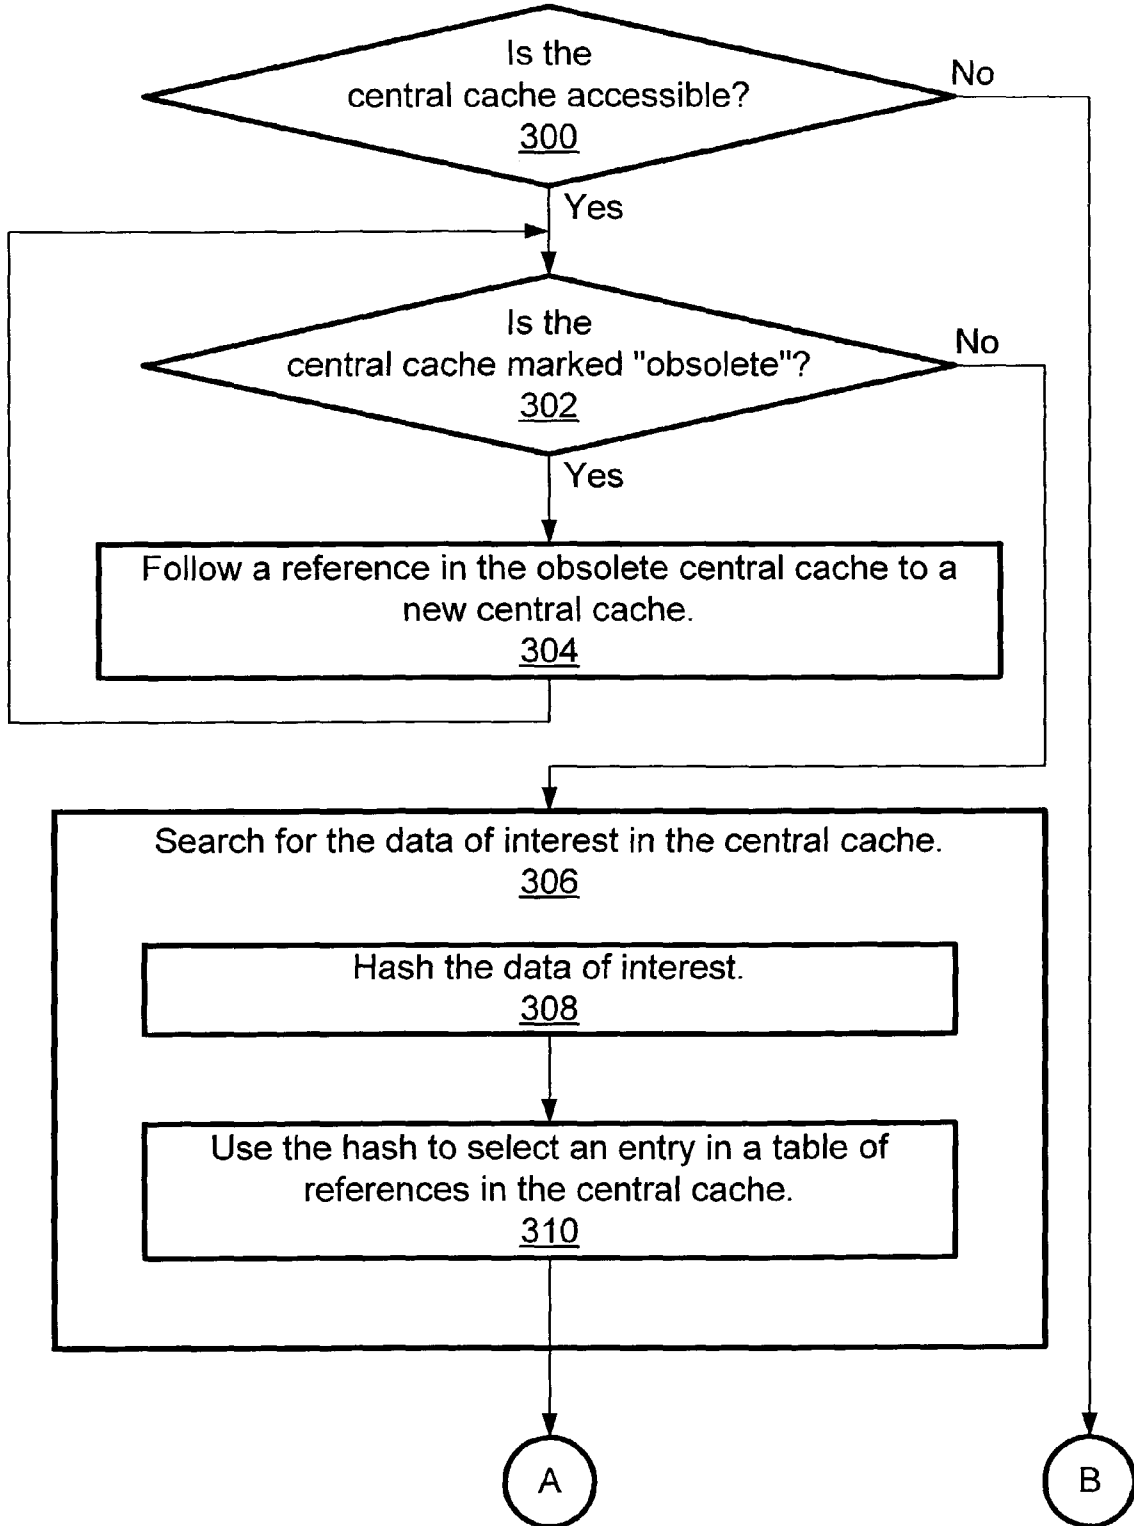 Is the
central cache accessible?
300
No
Yes
Is the
central cache marked "obsolete"?
302
No
Yes
Follow a reference in the obsolete central cache to a
new central cache.
304
Search for the data of interest in the central cache.
306
Hash the data of interest.
308
Use the hash to select an entry in a table of
references in the central cache.
310
A
B